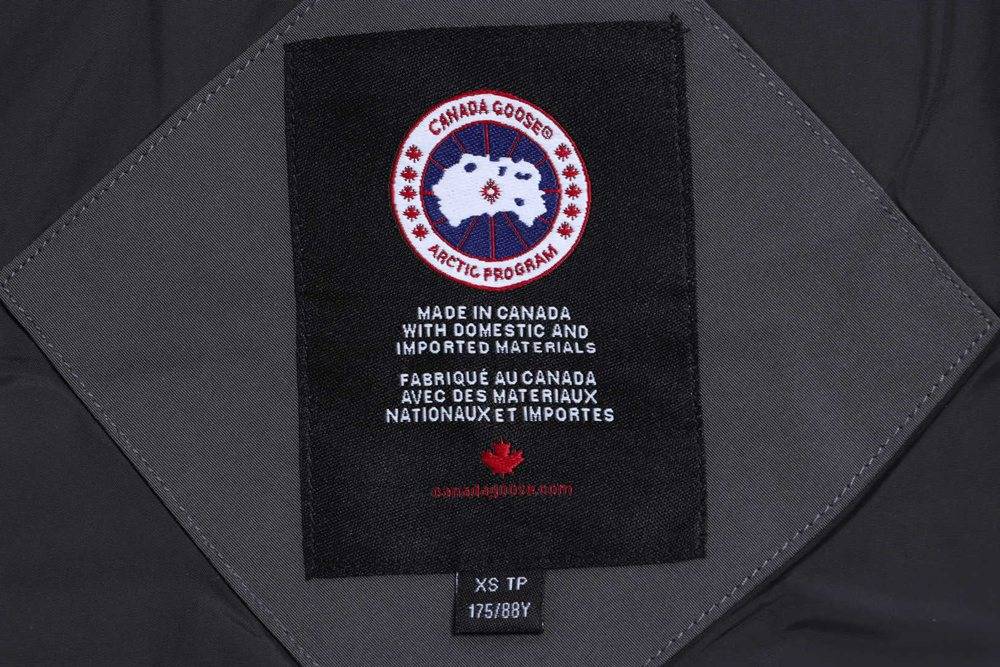 CANADA GOOSE®
ARCTIC PROGRAM
MADE IN CANADA
WITH DOMESTIC AND
IMPORTED MATERIALS
FABRIQUÉ AU CANADA
AVEC DES MATERIAUX
NATIONAUX ET IMPORTES
canadagoose.com
XS TP
175/88Y